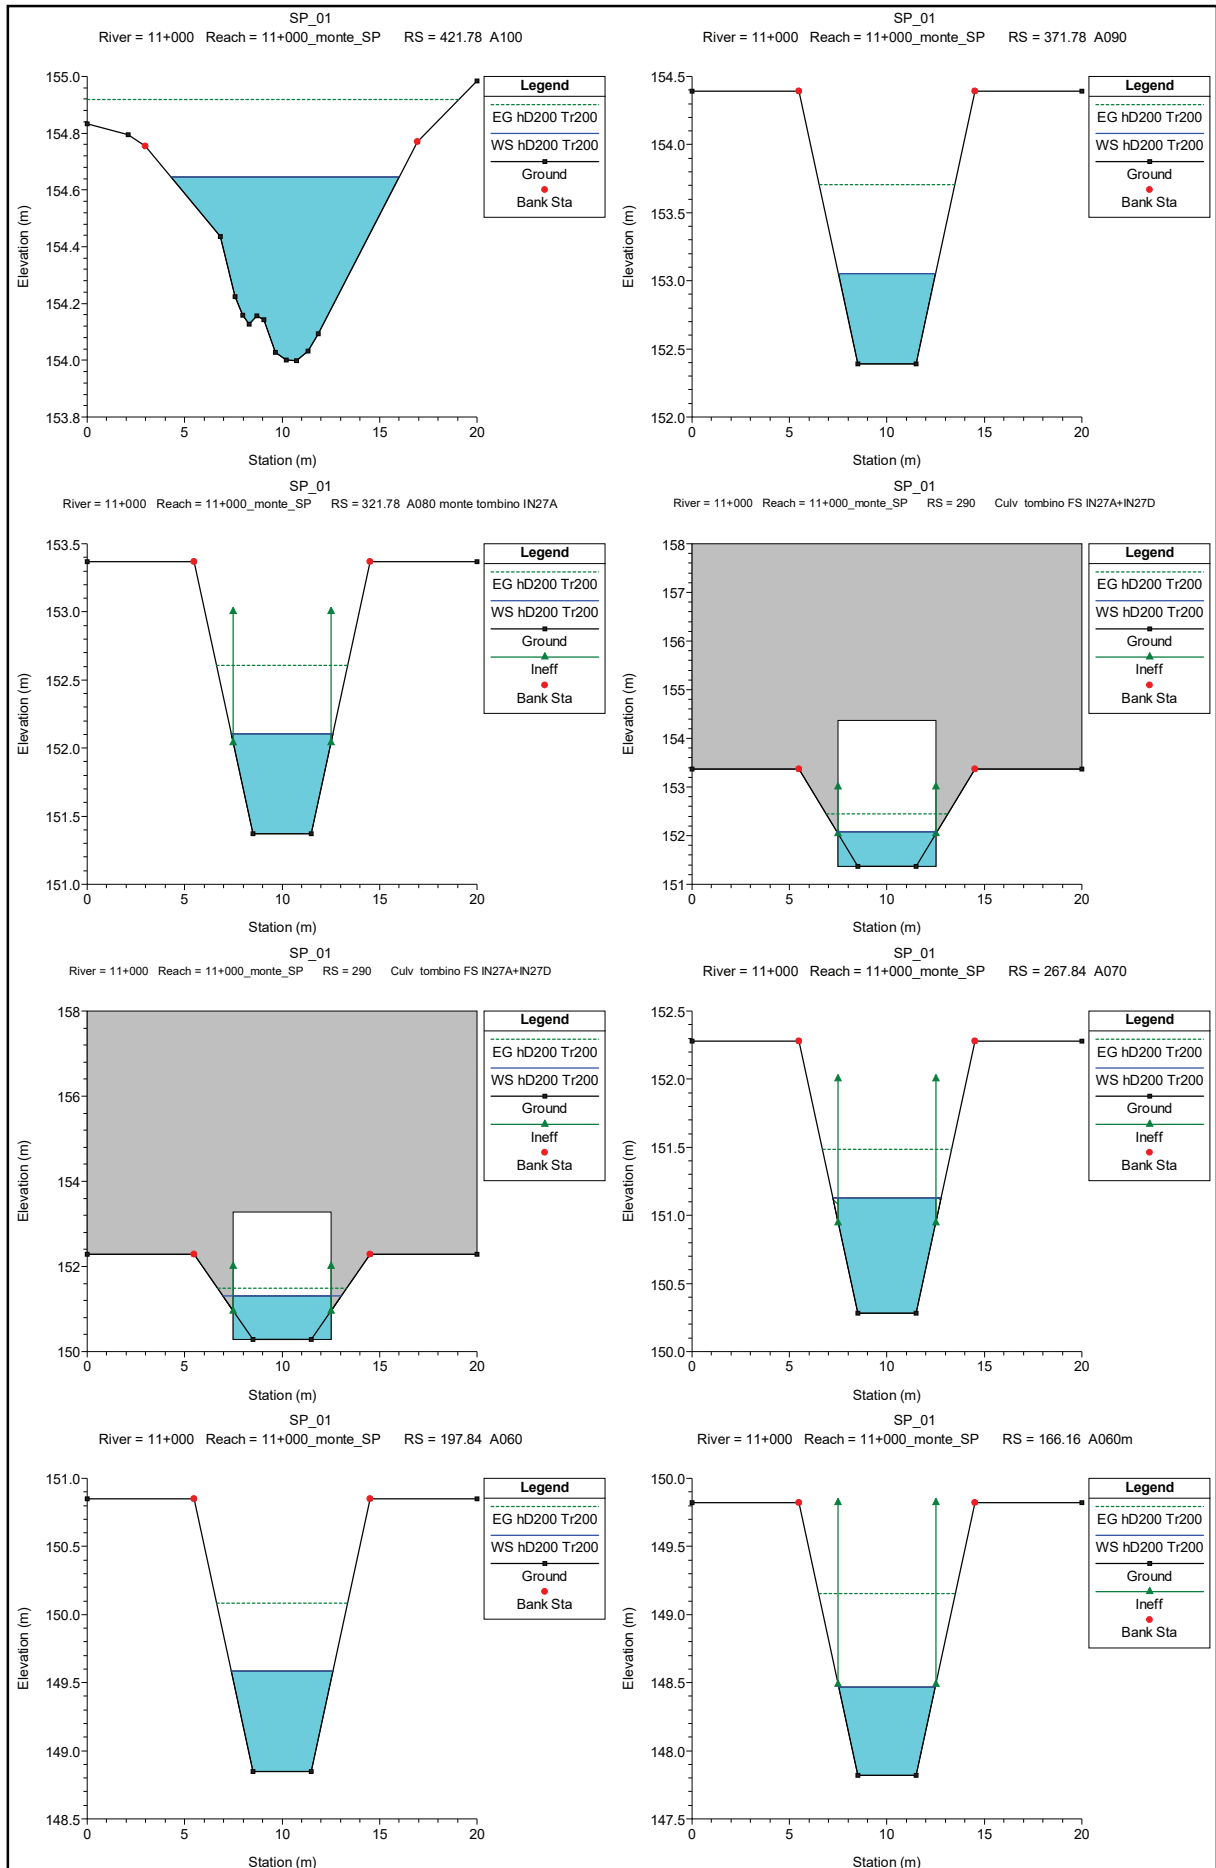 SP_01
River = 11+000 Reach = 11+000_monte_SP RS = 421.78 A100
Elevation (m)
155.0
154.8
154.6
154.4
154.2
154.0
153.8
0 5 10 15 20
Station (m)
Legend
EG hD200 Tr200
WS hD200 Tr200
Ground
Bank Sta
SP_01
River = 11+000 Reach = 11+000_monte_SP RS = 371.78 A090
Elevation (m)
154.5
154.0
153.5
153.0
152.5
152.0
0 5 10 15 20
Station (m)
Legend
EG hD200 Tr200
WS hD200 Tr200
Ground
Bank Sta
SP_01
River = 11+000 Reach = 11+000_monte_SP RS = 321.78 A080 monte tombino IN27A
Elevation (m)
153.5
153.0
152.5
152.0
151.5
151.0
0 5 10 15 20
Station (m)
Legend
EG hD200 Tr200
WS hD200 Tr200
Ground
Ineff
Bank Sta
SP_01
River = 11+000 Reach = 11+000_monte_SP RS = 290 Culv tombino FS IN27A+IN27D
Elevation (m)
158
157
156
155
154
153
152
151
0 5 10 15 20
Station (m)
Legend
EG hD200 Tr200
WS hD200 Tr200
Ground
Ineff
Bank Sta
SP_01
River = 11+000 Reach = 11+000_monte_SP RS = 290 Culv tombino FS IN27A+IN27D
Elevation (m)
158
156
154
152
150
0 5 10 15 20
Station (m)
Legend
EG hD200 Tr200
WS hD200 Tr200
Ground
Ineff
Bank Sta
SP_01
River = 11+000 Reach = 11+000_monte_SP RS = 267.84 A070
Elevation (m)
152.5
152.0
151.5
151.0
150.5
150.0
0 5 10 15 20
Station (m)
Legend
EG hD200 Tr200
WS hD200 Tr200
Ground
Ineff
Bank Sta
SP_01
River = 11+000 Reach = 11+000_monte_SP RS = 197.84 A060
Elevation (m)
151.0
150.5
150.0
149.5
149.0
148.5
0 5 10 15 20
Station (m)
Legend
EG hD200 Tr200
WS hD200 Tr200
Ground
Bank Sta
SP_01
River = 11+000 Reach = 11+000_monte_SP RS = 166.16 A060m
Elevation (m)
150.0
149.5
149.0
148.5
148.0
147.5
0 5 10 15 20
Station (m)
Legend
EG hD200 Tr200
WS hD200 Tr200
Ground
Ineff
Bank Sta